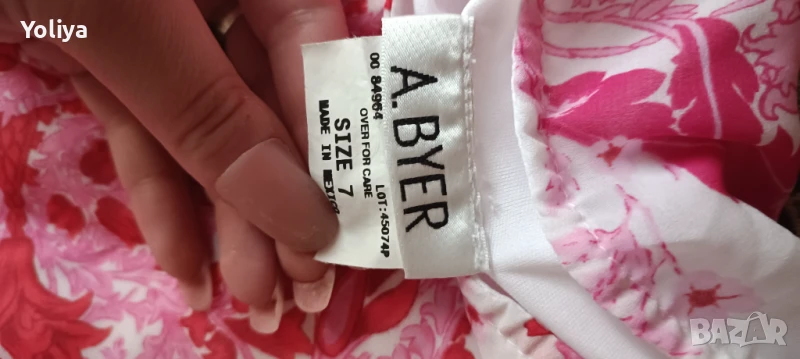 Yoliya
A. BYER
00 84964 LOT:45074P
OVER FOR CARE
SIZE 7
MADE IN MEXICO
BAZAR